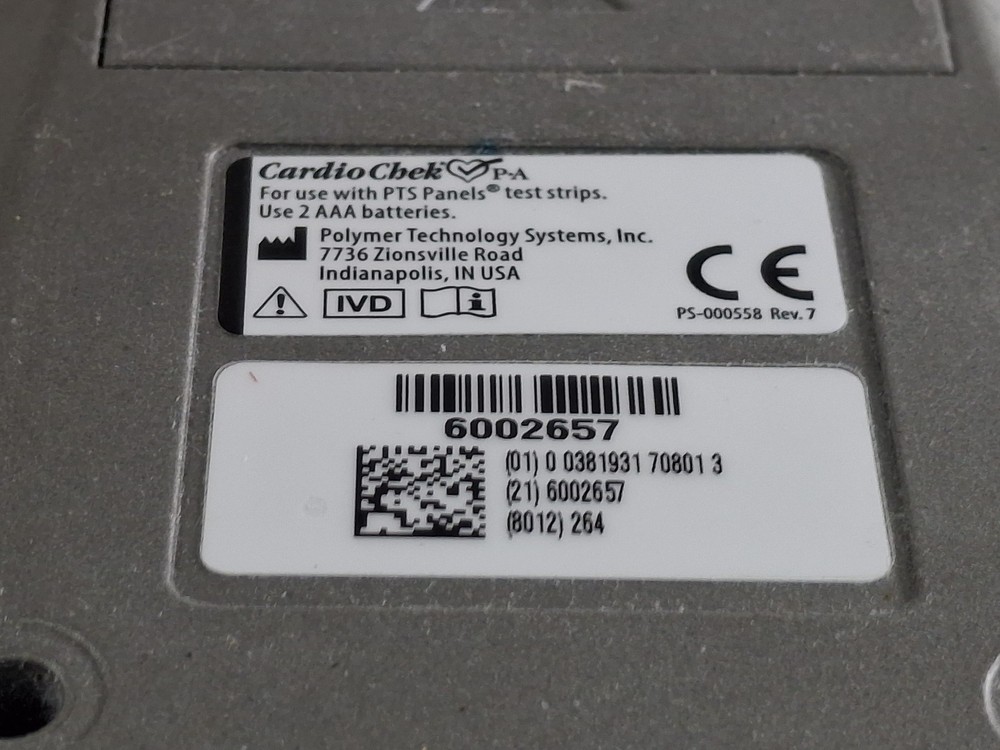 CardioChek P·A
For use with PTS Panels® test strips.
Use 2 AAA batteries.
Polymer Technology Systems, Inc.
7736 Zionsville Road
Indianapolis, IN USA
IVD
CE
PS-000558 Rev. 7
6002657
(01) 0 0381931 70801 3
(21) 6002657
(8012) 264